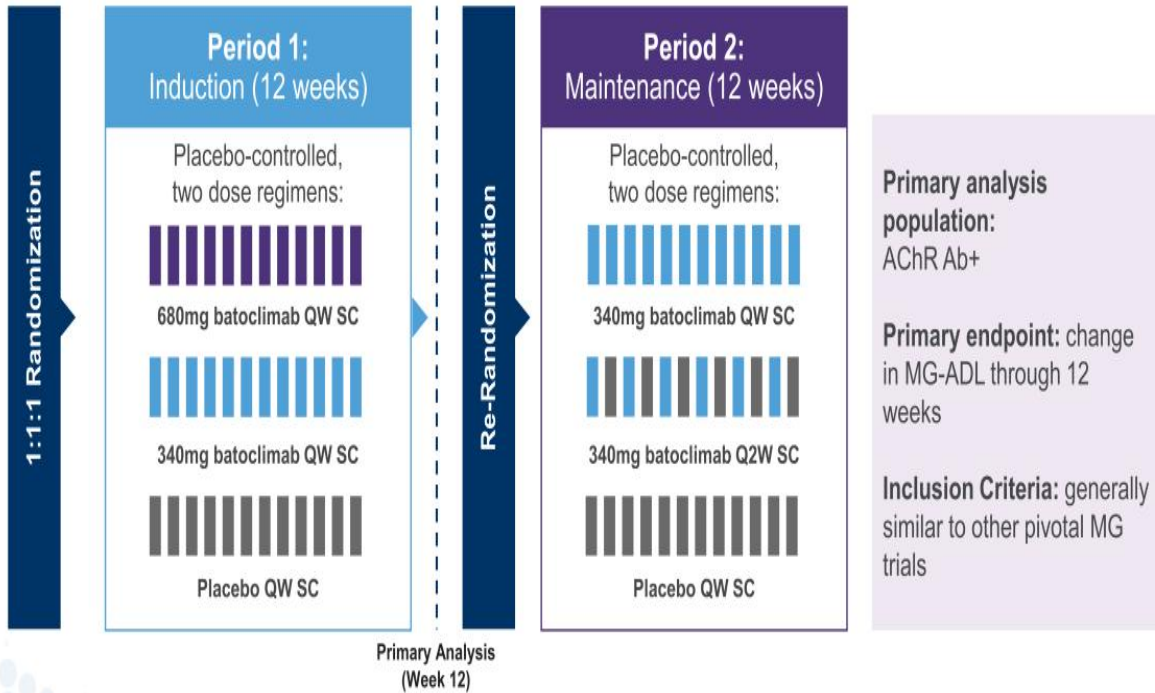 1:1:1 Randomization
Period 1:
Induction (12 weeks)
Placebo-controlled,
two dose regimens:
680mg batoclimab QW SC
340mg batoclimab QW SC
Placebo QW SC
Primary Analysis
(Week 12)
Re-Randomization
Period 2:
Maintenance (12 weeks)
Placebo-controlled,
two dose regimens:
340mg batoclimab QW SC
340mg batoclimab Q2W SC
Placebo QW SC
Primary analysis
population:
AChR Ab+
Primary endpoint: change
in MG-ADL through 12
weeks
Inclusion Criteria: generally
similar to other pivotal MG
trials